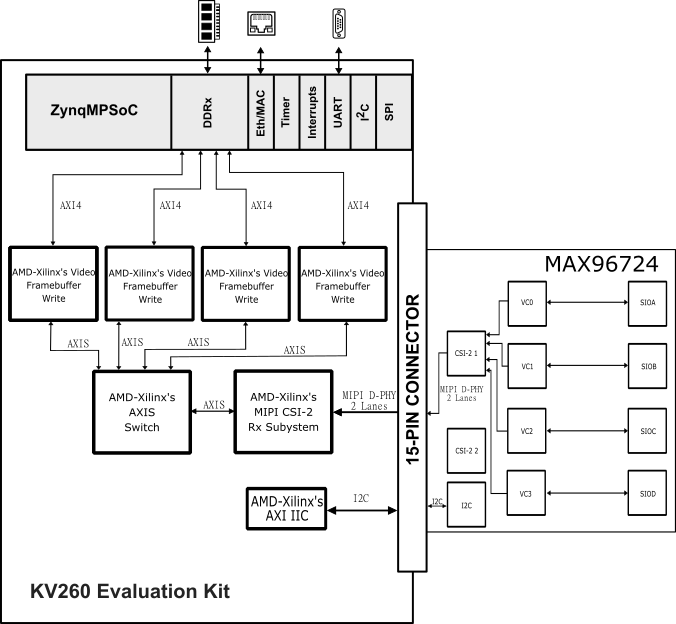 ZynqMPSoC
DDRx
Eth/MAC
Timer
Interrupts
UART
I²C
SPI
AXI4
AXI4
AXI4
AXI4
AMD-Xilinx's Video
Framebuffer
Write
AMD-Xilinx's Video
Framebuffer
Write
AMD-Xilinx's Video
Framebuffer
Write
AMD-Xilinx's Video
Framebuffer
Write
AXIS
AXIS
AXIS
AXIS
AMD-Xilinx's
AXIS
Switch
AXIS
AMD-Xilinx's
MIPI CSI-2
Rx Subystem
MIPI D-PHY
2 Lanes
AMD-Xilinx's
AXI IIC
I2C
15-PIN CONNECTOR
KV260 Evaluation Kit
MAX96724
CSI-2 1
MIPI D-PHY
2 Lanes
CSI-2 2
I2C
I2C
VC0
SIOA
VC1
SIOB
VC2
SIOC
VC3
SIOD